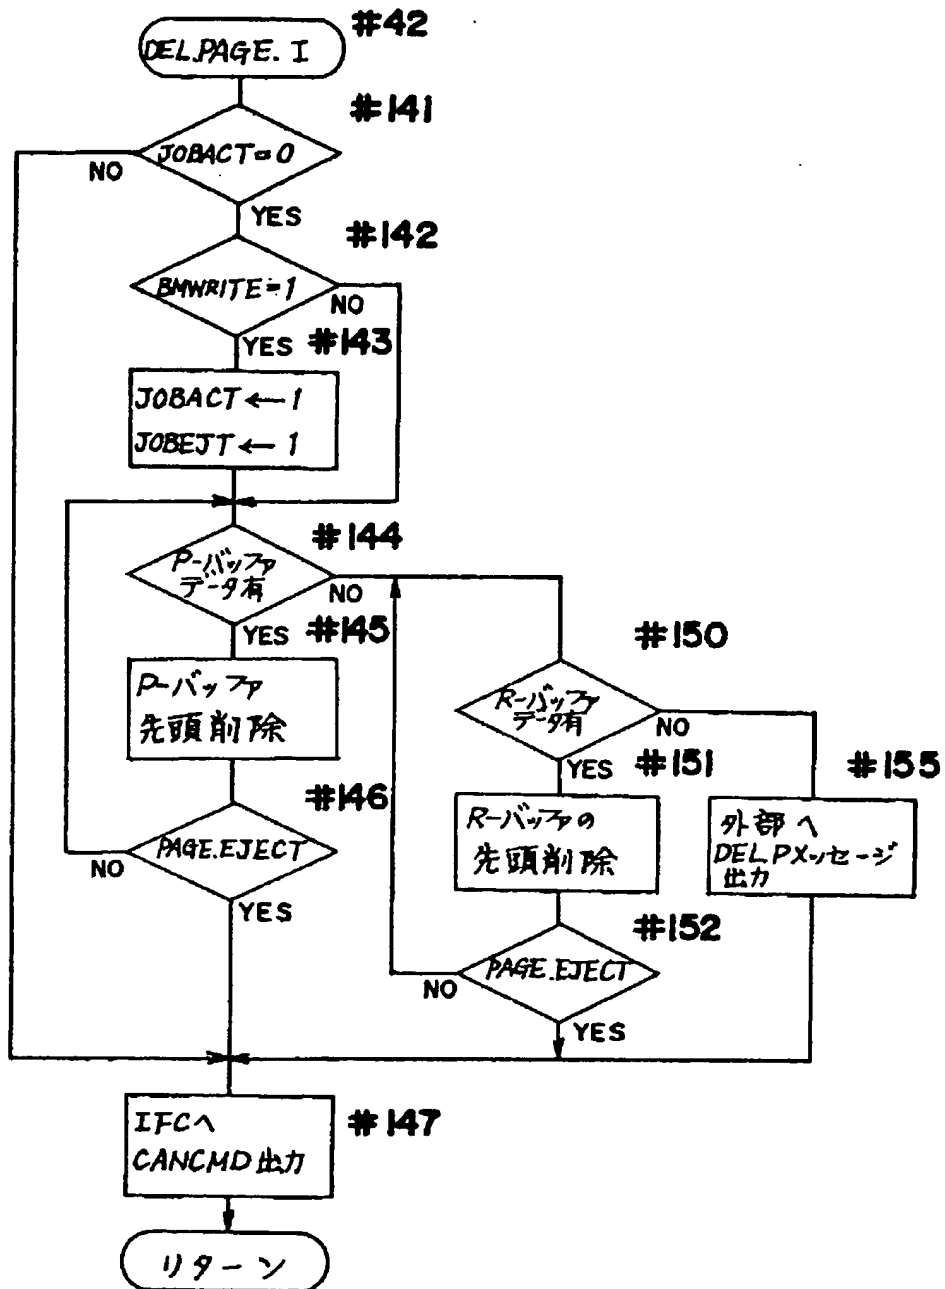 #42
DEL.PAGE.I
#141
JOBACT=0
NO
YES
#142
BMWRITE=1
NO
YES
#143
JOBACT←1
JOBEJT←1
#144
P-バッファ
データ有
NO
YES
#145
P-バッファ
先頭削除
#146
PAGE.EJECT
NO
YES
#150
R-バッファ
データ有
NO
YES
#151
R-バッファの
先頭削除
#152
PAGE.EJECT
NO
YES
#155
外部へ
DEL.Pメッセージ
出力
#147
IFCへ
CANCMD出力
リターン